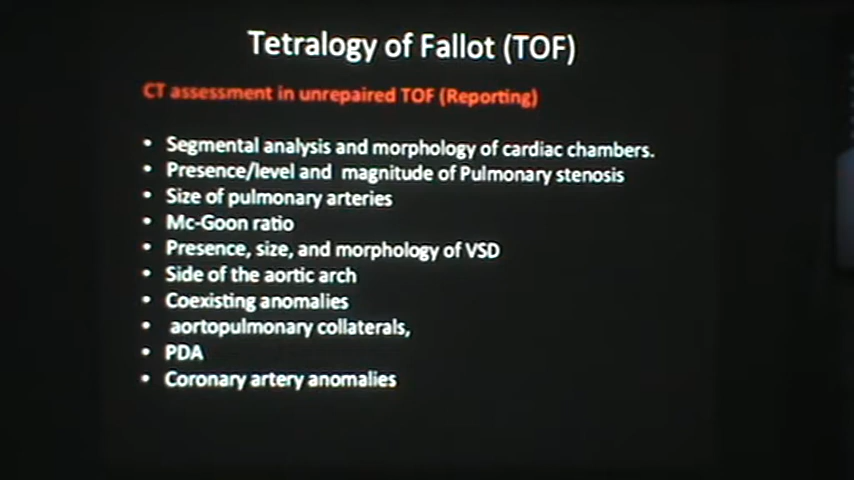 Tetralogy of Fallot (TOF)
CT assessment in unrepaired TOF (Reporting)
• Segmental analysis and morphology of cardiac chambers.
• Presence/level and magnitude of Pulmonary stenosis
• Size of pulmonary arteries
• Mc-Goon ratio
• Presence, size, and morphology of VSD
• Side of the aortic arch
• Coexisting anomalies
• aortopulmonary collaterals,
• PDA
• Coronary artery anomalies